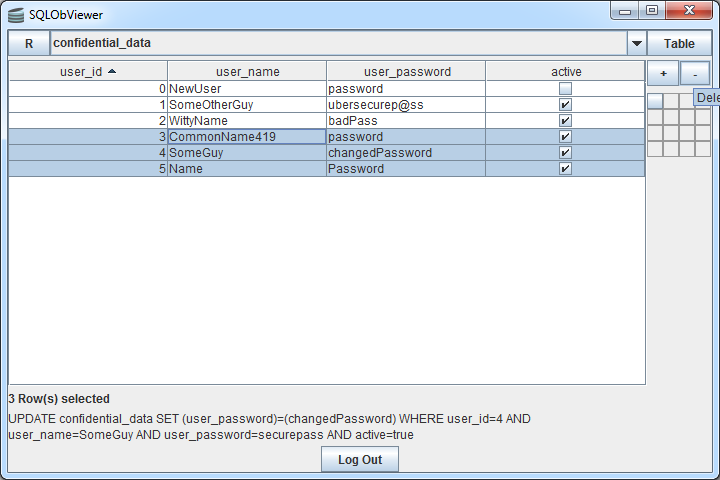 SQLObViewer
R confidential_data Table
user_id user_name user_password active + -
0 NewUser password
1 SomeOtherGuy ubersecurep@ss
2 WittyName badPass
3 CommonName419 password
4 SomeGuy changedPassword
5 Name Password
Dele
3 Row(s) selected
UPDATE confidential_data SET (user_password)=(changedPassword) WHERE user_id=4 AND
user_name=SomeGuy AND user_password=securepass AND active=true
Log Out